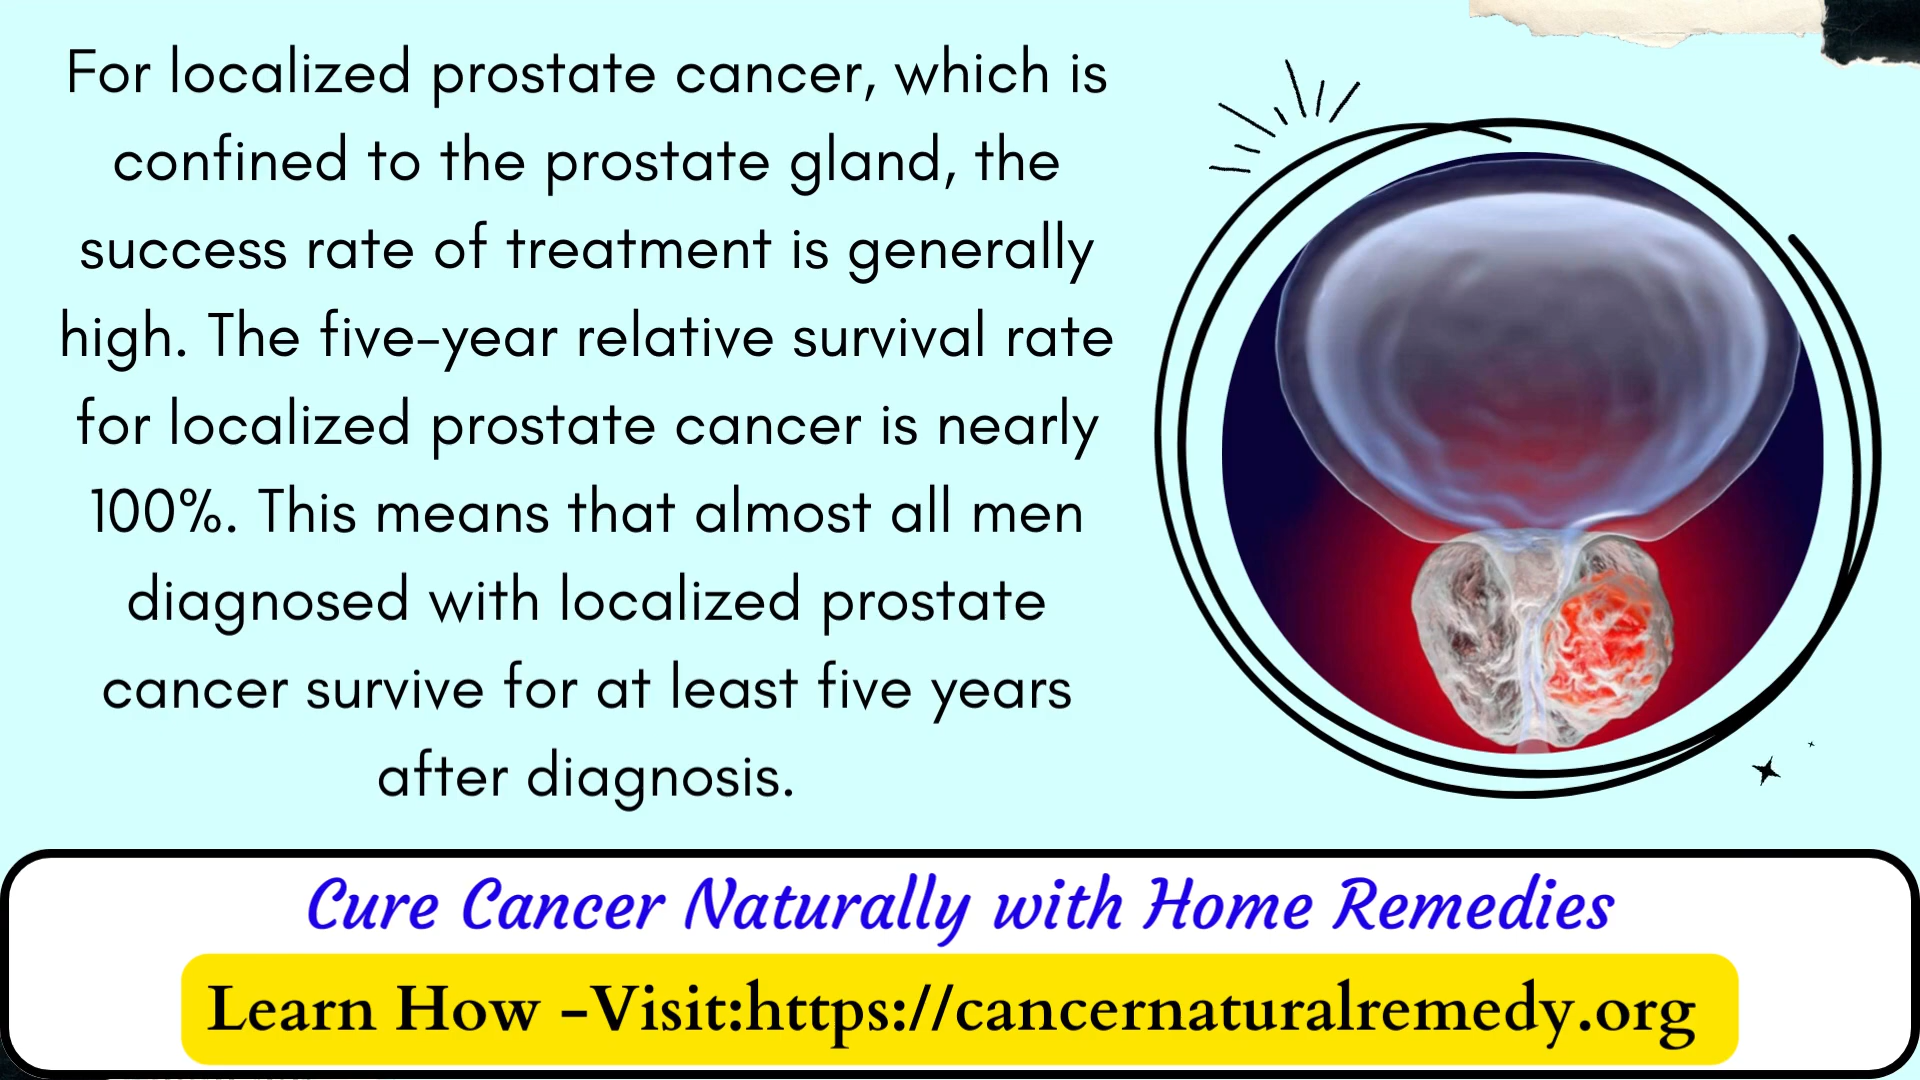 For localized prostate cancer, which is
confined to the prostate gland, the
success rate of treatment is generally
high. The five-year relative survival rate
for localized prostate cancer is nearly
100%. This means that almost all men
diagnosed with localized prostate
cancer survive for at least five years
after diagnosis.
Cure Cancer Naturally with Home Remedies
Learn How -Visit:https://cancernaturalremedy.org